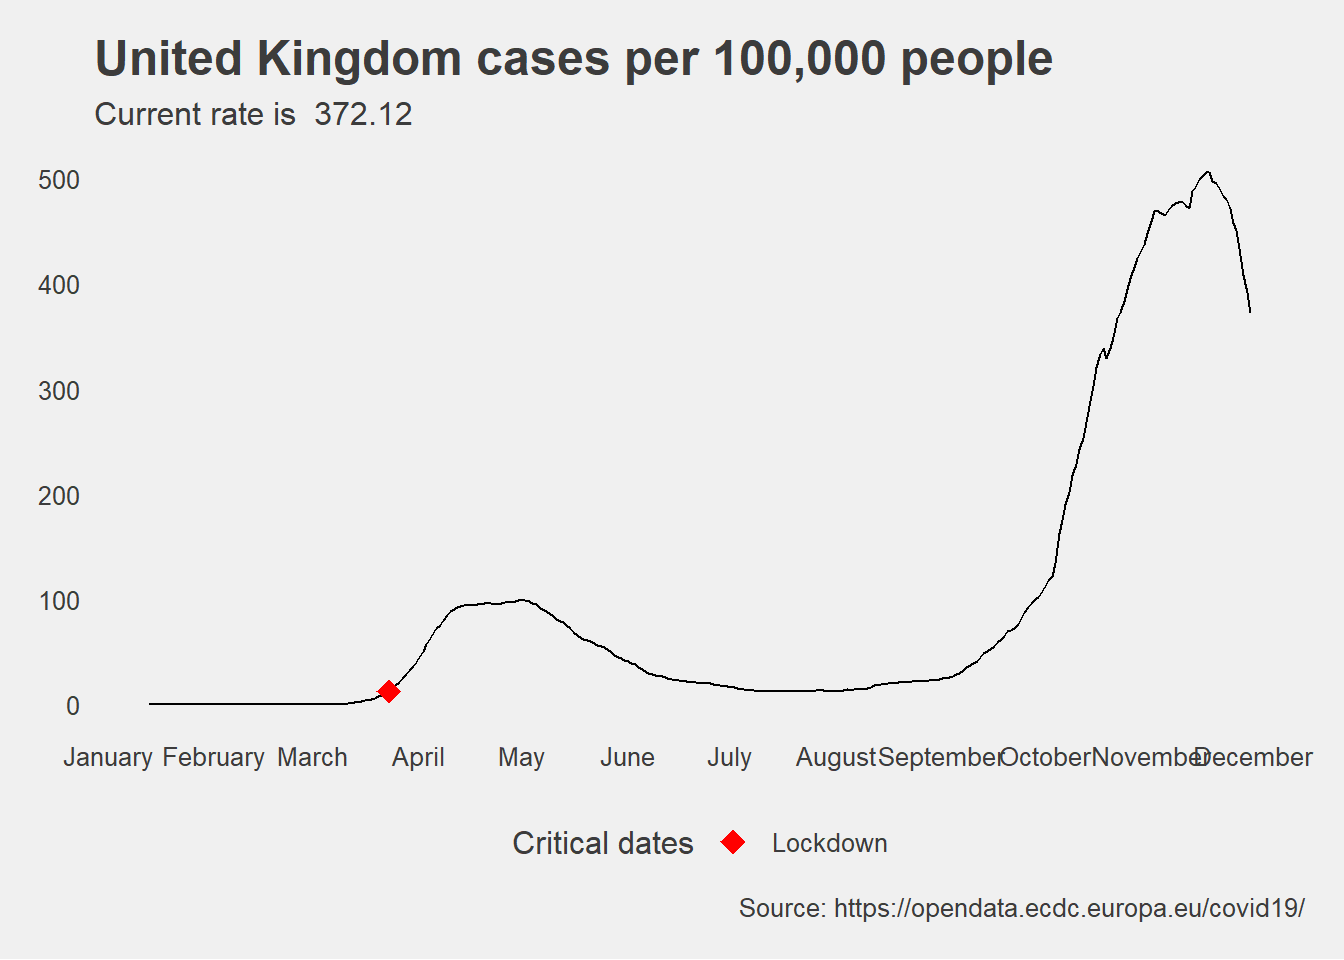 United Kingdom cases per 100,000 people
Current rate is  372.12
500
400
300
200
100
0
January February March April May June July August September October November December
Critical dates Lockdown
Source: https://opendata.ecdc.europa.eu/covid19/